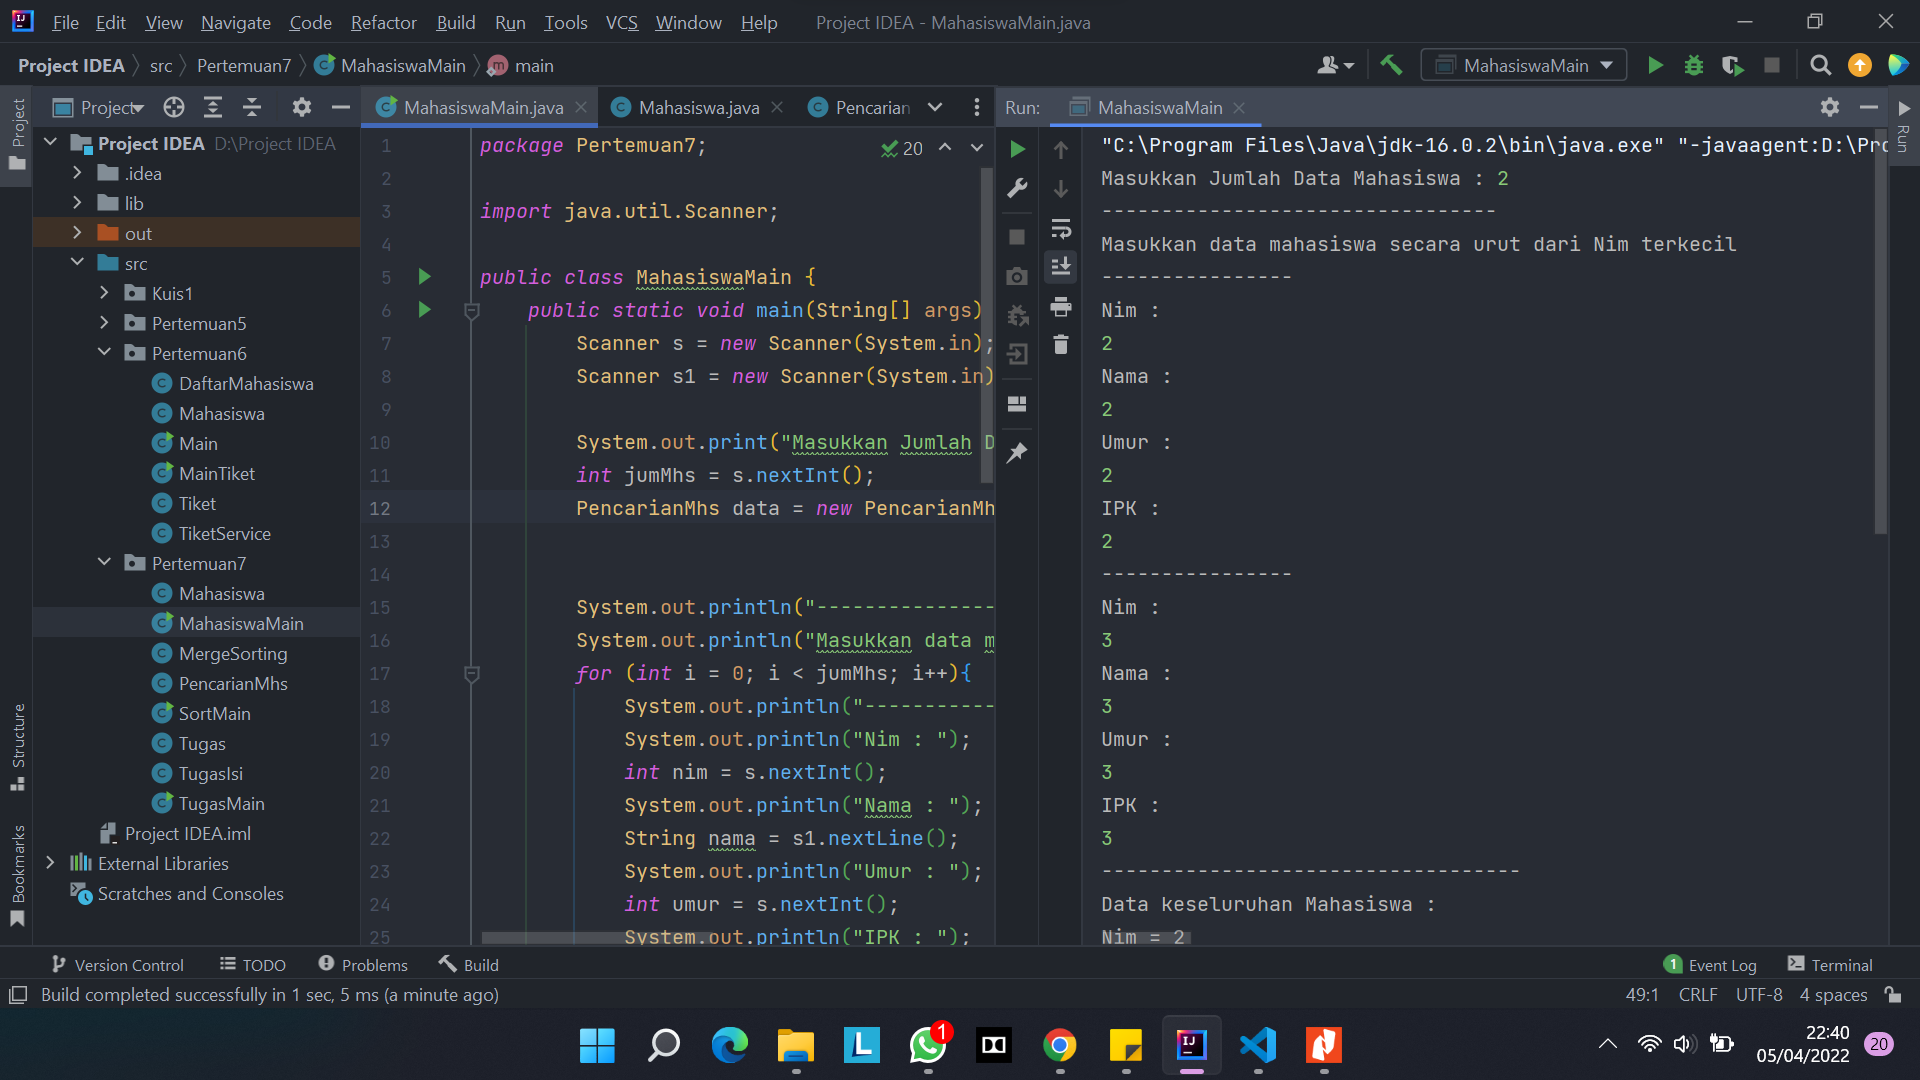 File Edit View Navigate Code Refactor Build Run Tools VCS Window Help Project IDEA - MahasiswaMain.java
Project IDEA src Pertemuan7 MahasiswaMain main
MahasiswaMain
Project
MahasiswaMain.java Mahasiswa.java Pencarian
Run: MahasiswaMain
Project
Structure
Bookmarks
Run
Project IDEA D:\Project IDEA
.idea
lib
out
src
Kuis1
Pertemuan5
Pertemuan6
DaftarMahasiswa
Mahasiswa
Main
MainTiket
Tiket
TiketService
Pertemuan7
Mahasiswa
MahasiswaMain
MergeSorting
PencarianMhs
SortMain
Tugas
TugasIsi
TugasMain
Project IDEA.iml
External Libraries
Scratches and Consoles
20
1 package Pertemuan7;
2
3 import java.util.Scanner;
4
5 public class MahasiswaMain {
6 public static void main(String[] args)
7 Scanner s = new Scanner(System.in);
8 Scanner s1 = new Scanner(System.in)
9
10 System.out.print("Masukkan Jumlah D
11 int jumMhs = s.nextInt();
12 PencarianMhs data = new PencarianMh
13
14
15 System.out.println("---------------
16 System.out.println("Masukkan data m
17 for (int i = 0; i < jumMhs; i++){
18 System.out.println("-----------
19 System.out.println("Nim : ");
20 int nim = s.nextInt();
21 System.out.println("Nama : ");
22 String nama = s1.nextLine();
23 System.out.println("Umur : ");
24 int umur = s.nextInt();
25 System.out.println("IPK : ");
"C:\Program Files\Java\jdk-16.0.2\bin\java.exe" "-javaagent:D:\Pro
Masukkan Jumlah Data Mahasiswa : 2
---------------------------------
Masukkan data mahasiswa secara urut dari Nim terkecil
----------------
Nim :
2
Nama :
2
Umur :
2
IPK :
2
----------------
Nim :
3
Nama :
3
Umur :
3
IPK :
3
-----------------------------------
Data keseluruhan Mahasiswa :
Nim = 2
Version Control TODO Problems Build 1 Event Log Terminal
Build completed successfully in 1 sec, 5 ms (a minute ago) 49:1 CRLF UTF-8 4 spaces
1
22:40
05/04/2022
20